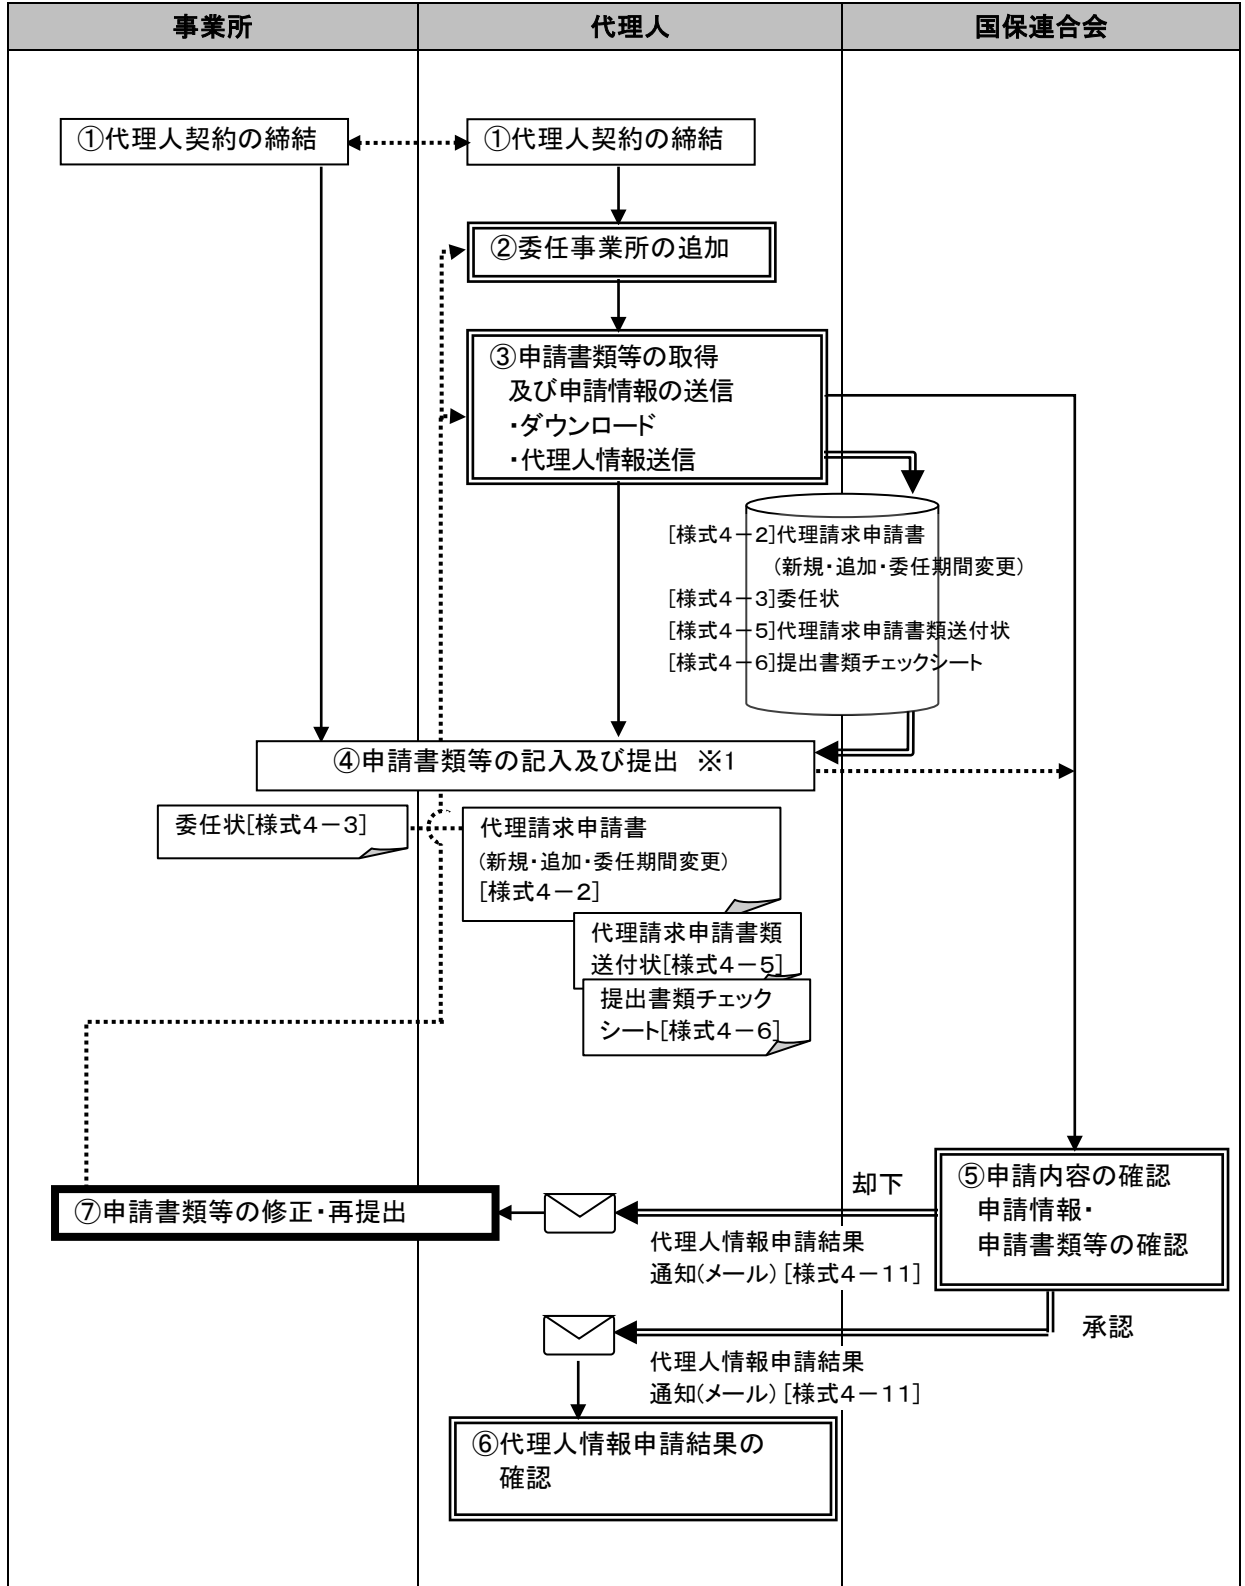 事業所
代理人
国保連合会
①代理人契約の締結
①代理人契約の締結
②委任事業所の追加
③申請書類等の取得
及び申請情報の送信
・ダウンロード
・代理人情報送信
[様式4－2]代理請求申請書
(新規・追加・委任期間変更)
[様式4－3]委任状
[様式4－5]代理請求申請書類送付状
[様式4－6]提出書類チェックシート
④申請書類等の記入及び提出 ※1
委任状[様式4－3]
代理請求申請書
(新規・追加・委任期間変更)
[様式4－2]
代理請求申請書類
送付状[様式4－5]
提出書類チェック
シート[様式4－6]
却下
⑤申請内容の確認
申請情報・
申請書類等の確認
⑦申請書類等の修正・再提出
代理人情報申請結果
通知(メール) [様式4－11]
承認
代理人情報申請結果
通知(メール) [様式4－11]
⑥代理人情報申請結果の
確認